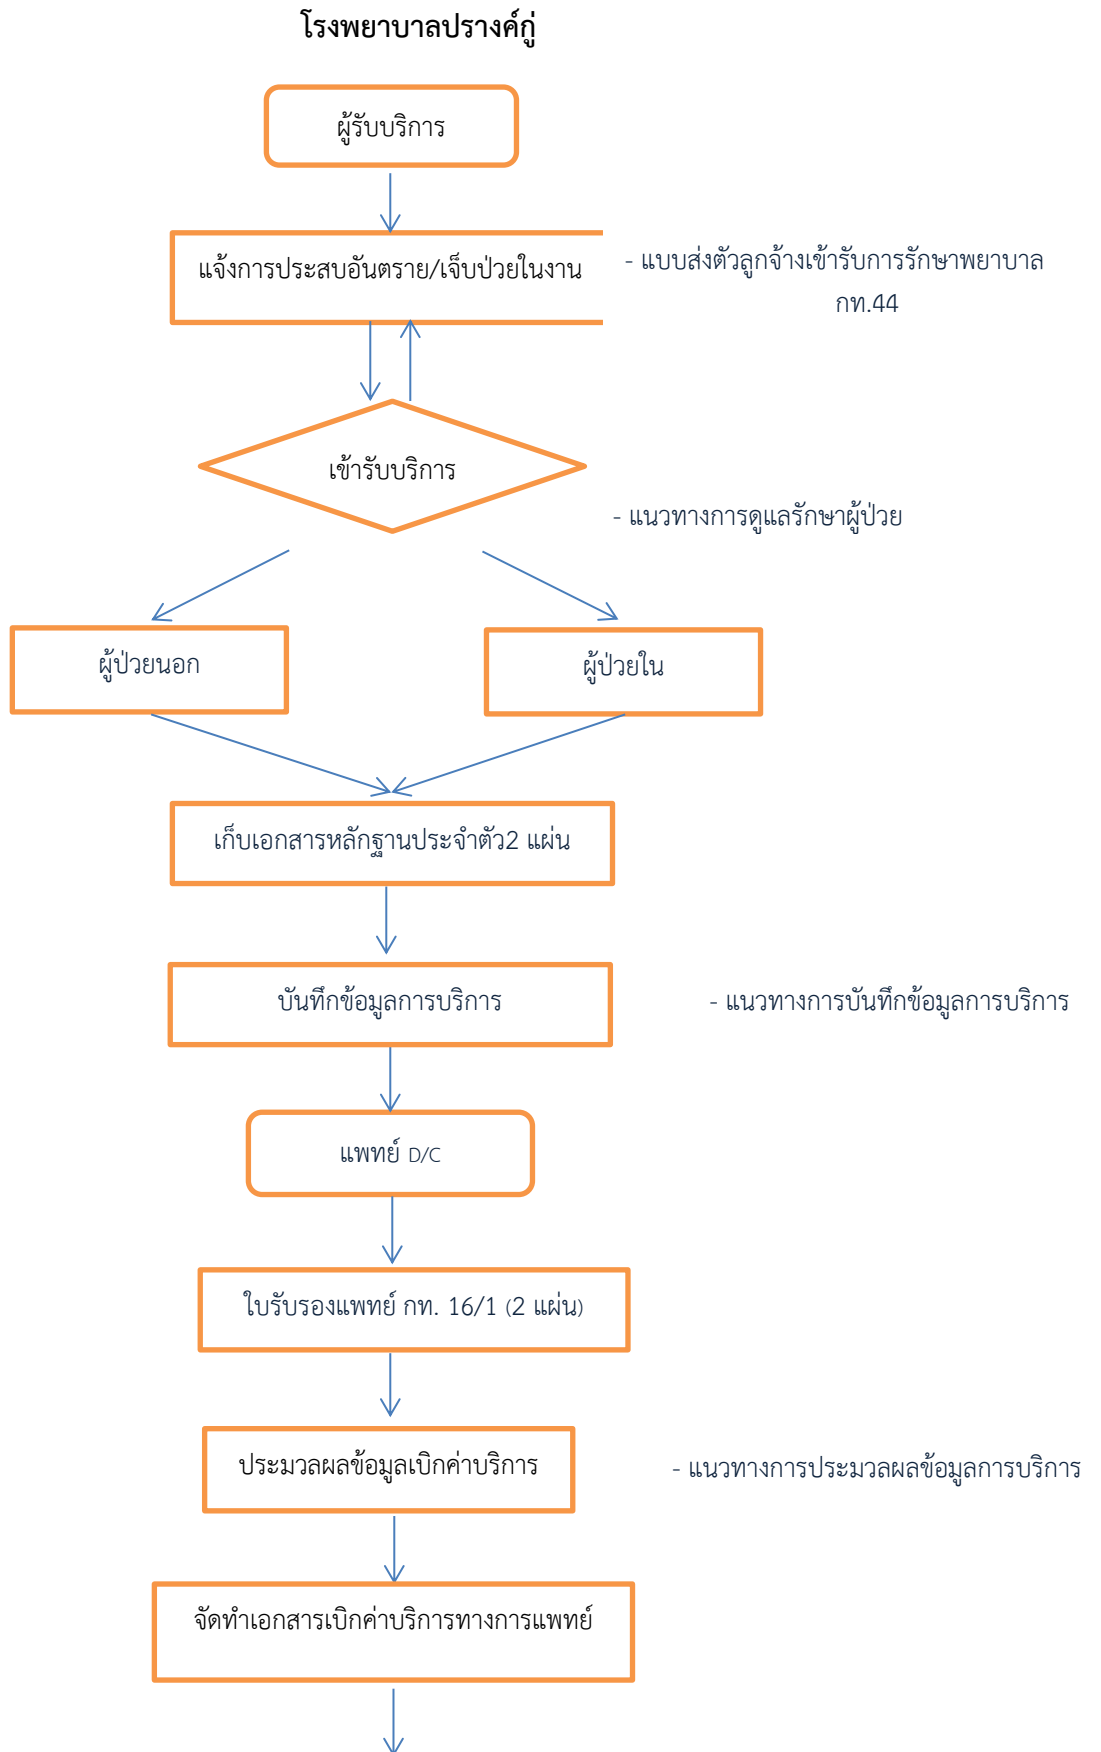 โรงพยาบาลปรางค์กู่
ผู้รับบริการ
แจ้งการประสบอันตราย/เจ็บป่วยในงาน
- แบบส่งตัวลูกจ้างเข้ารับการรักษาพยาบาล
กท.44
เข้ารับบริการ
- แนวทางการดูแลรักษาผู้ป่วย
ผู้ป่วยนอก
ผู้ป่วยใน
เก็บเอกสารหลักฐานประจำตัว2 แผ่น
บันทึกข้อมูลการบริการ
- แนวทางการบันทึกข้อมูลการบริการ
แพทย์ D/C
ใบรับรองแพทย์ กท. 16/1 (2 แผ่น)
ประมวลผลข้อมูลเบิกค่าบริการ
- แนวทางการประมวลผลข้อมูลการบริการ
จัดทำเอกสารเบิกค่าบริการทางการแพทย์